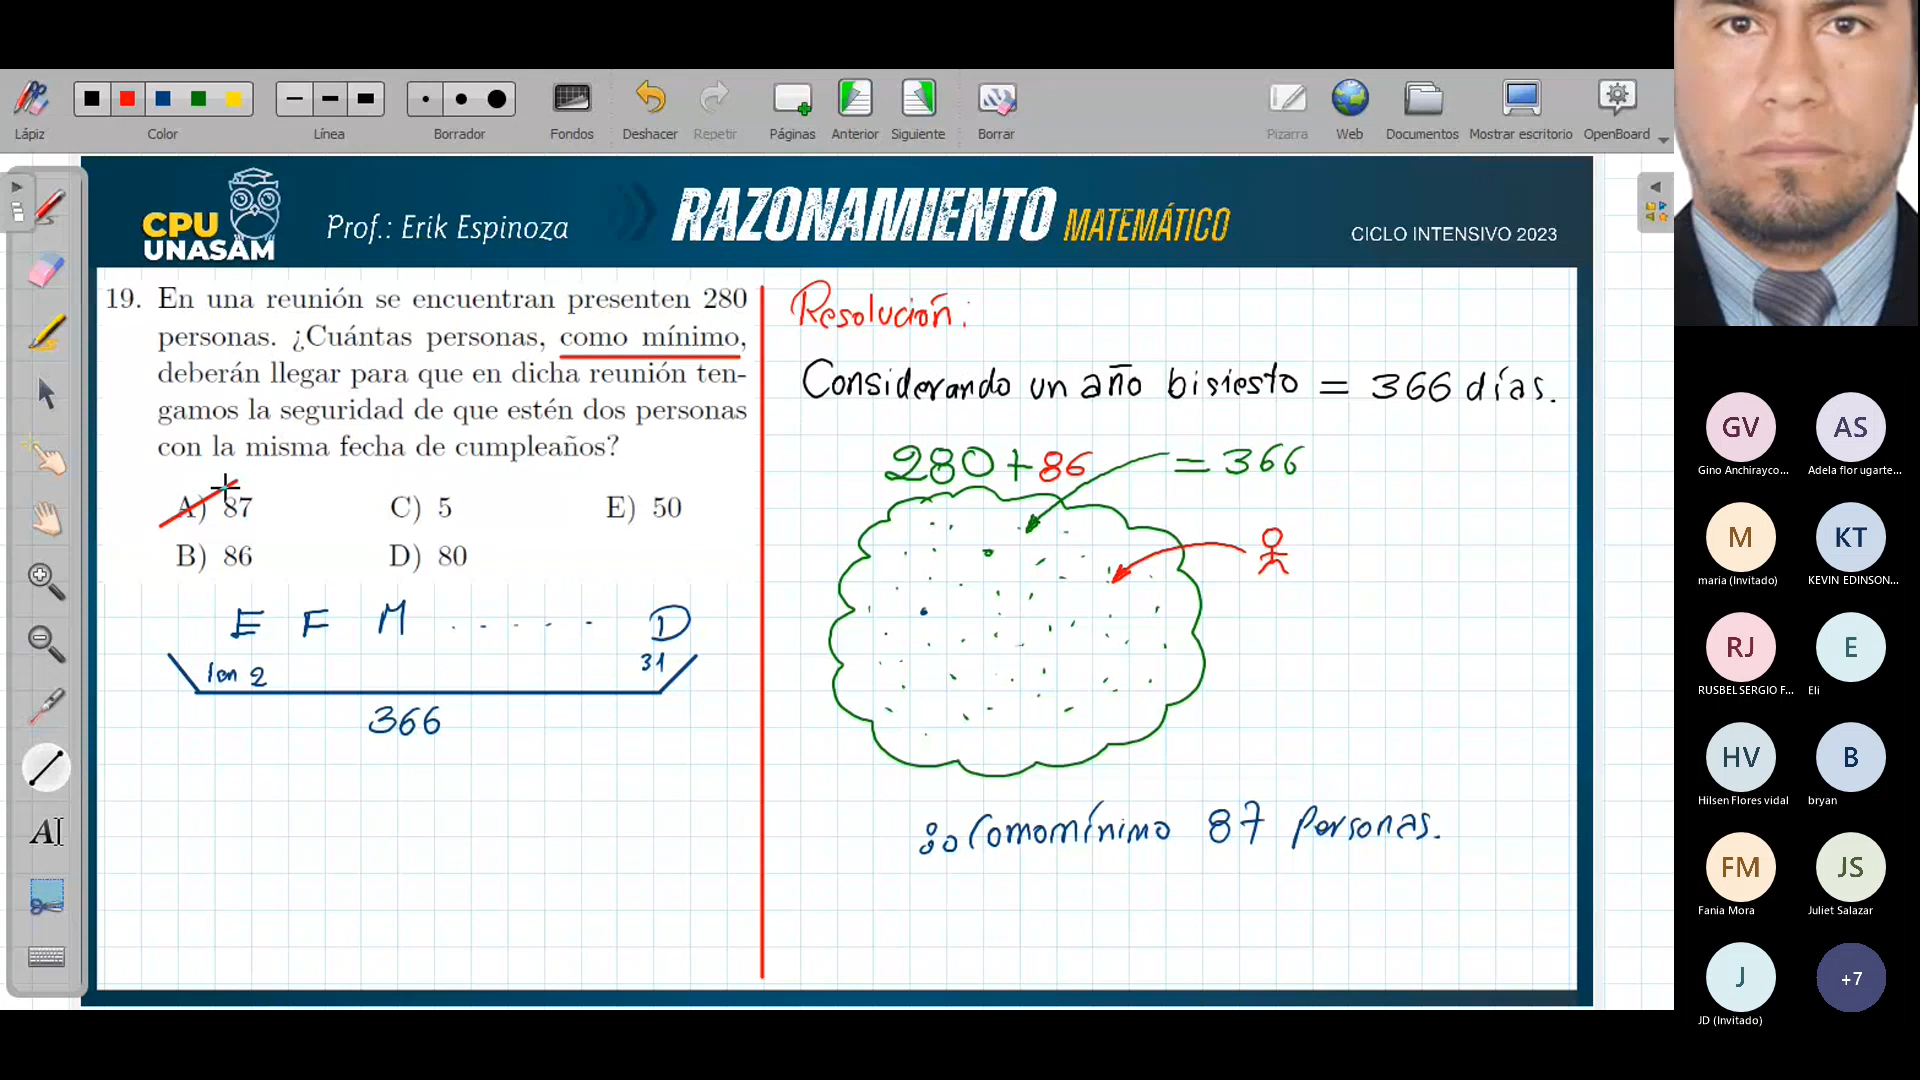 Lápiz
Color
Línea
Borrador
Fondos
Deshacer
Repetir
Páginas
Anterior
Siguiente
Borrar
Pizarra
Web
Documentos
Mostrar escritorio
OpenBoard
CPU
UNASAM
Prof.: Erik Espinoza
RAZONAMIENTO MATEMÁTICO
CICLO INTENSIVO 2023
19. En una reunión se encuentran presenten 280
personas. ¿Cuántas personas, como mínimo,
deberán llegar para que en dicha reunión ten-
gamos la seguridad de que estén dos personas
con la misma fecha de cumpleaños?
A) 87
C) 5
E) 50
B) 86
D) 80
E F M . . . . . D
1 on 2
31
366
Resolución:
Considerando un año bisiesto = 366 días.
280+86 = 366
∴ Como mínimo 87 personas.
AI
GV
Gino Anchirayco...
AS
Adela flor ugarte...
M
maria (Invitado)
KT
KEVIN EDINSON...
RJ
RUSBEL SERGIO F...
E
Eli
HV
Hilsen Flores vidal
B
bryan
FM
Fania Mora
JS
Juliet Salazar
J
JD (Invitado)
+7